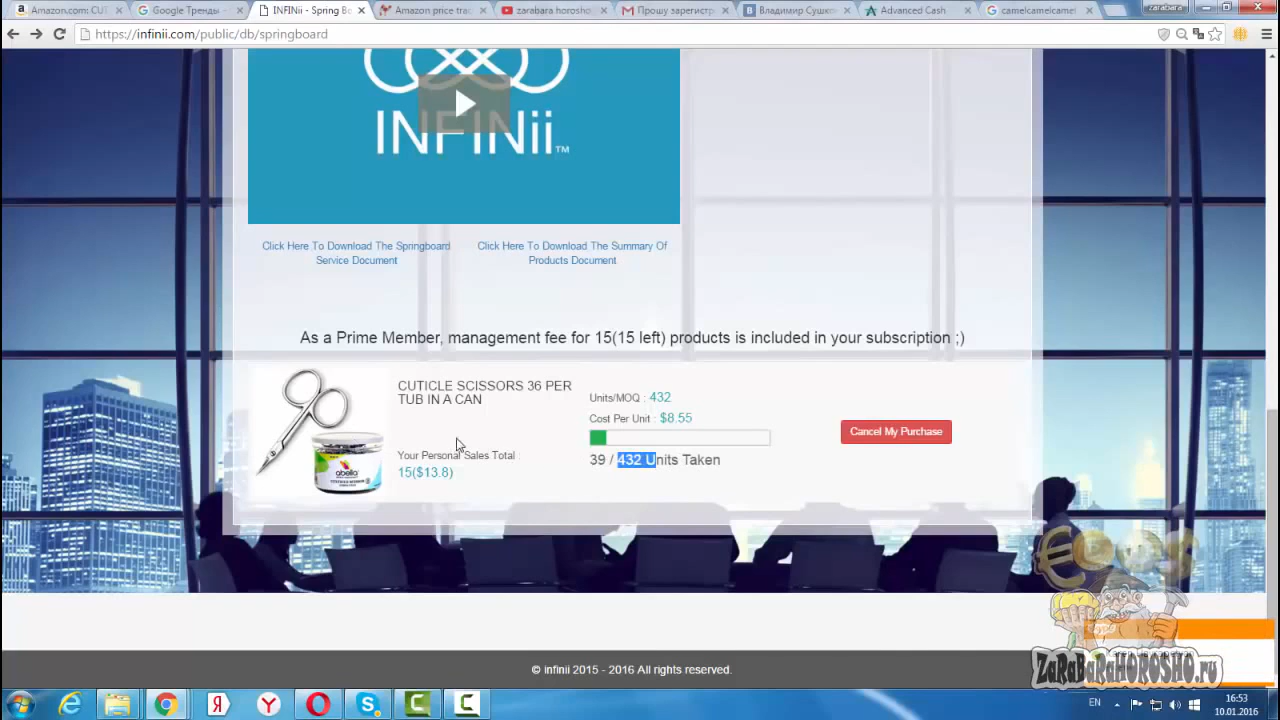 Amazon.com: CUT
Google Тренды -
INFINii - Spring Bo
Amazon price trac
zarabara horosho
Прошу зарегистр
Владимир Сушко
Advanced Cash
camelcamelcamel
zarabara
https://infinii.com/public/db/springboard
INFINii™
Click Here To Download The Springboard
Service Document
Click Here To Download The Summary Of
Products Document
As a Prime Member, management fee for 15(15 left) products is included in your subscription ;)
CUTICLE SCISSORS 36 PER
TUB IN A CAN
Your Personal Sales Total :
15($13.8)
Units/MOQ : 432
Cost Per Unit : $8.55
39 / 432 Units Taken
Cancel My Purchase
abella
© infinii 2015 - 2016 All rights reserved.
ZaRaBaRaHOROSHO.ru
EN
16:53
10.01.2016